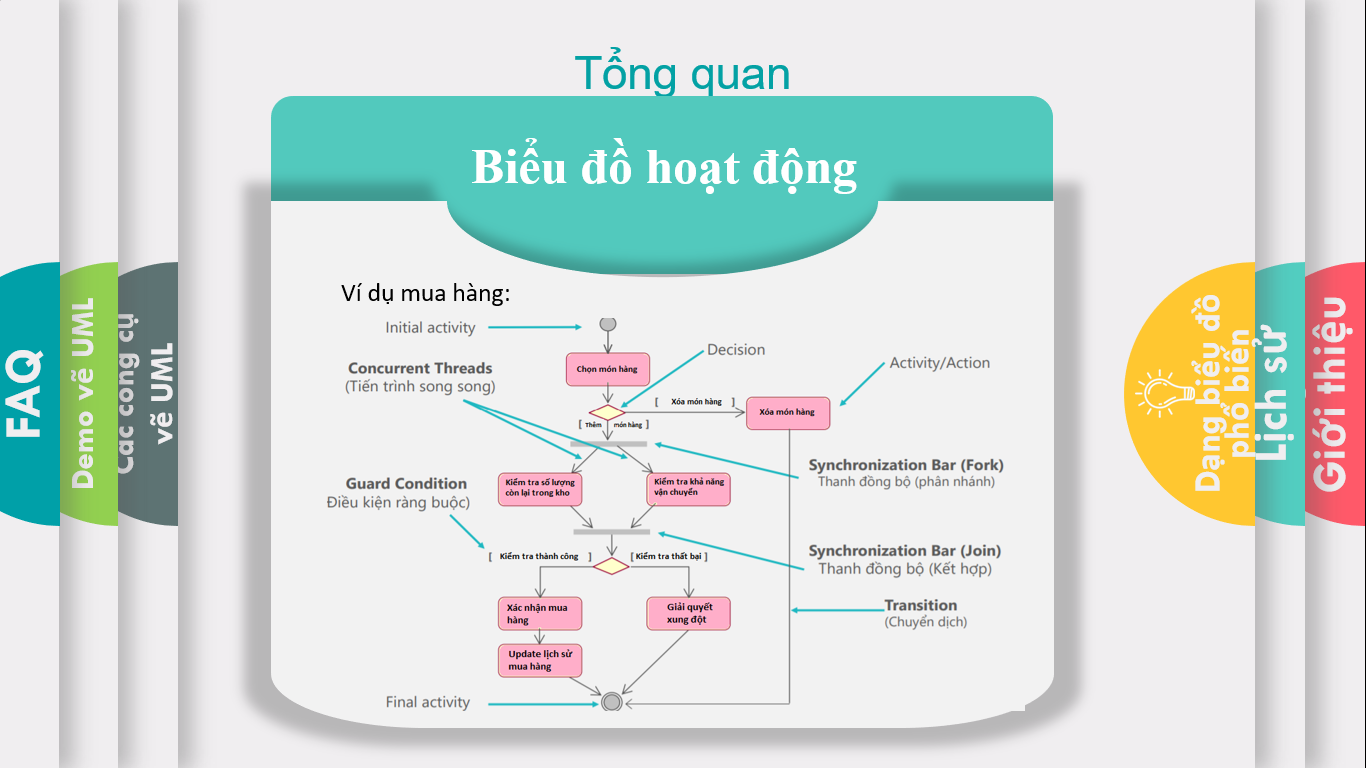 Tổng quan
Biểu đồ hoạt động
Ví dụ mua hàng:
Initial activity
Decision
Concurrent Threads
(Tiến trình song song)
Chọn món hàng
Activity/Action
[ Xóa món hàng ]
Xóa món hàng
[ Thêm món hàng ]
Synchronization Bar (Fork)
Thanh đồng bộ (phân nhánh)
Guard Condition
Điều kiện ràng buộc)
Kiểm tra số lượng
còn lại trong kho
Kiểm tra khả năng
vận chuyển
Synchronization Bar (Join)
Thanh đồng bộ (Kết hợp)
[ Kiểm tra thành công ]
[ Kiểm tra thất bại ]
Xác nhận mua
hàng
Giải quyết
xung đột
Transition
(Chuyển dịch)
Update lịch sử
mua hàng
Final activity
FAQ
Demo vẽ UML
Các công cụ
vẽ UML
Dạng biểu đồ
phổ biến
Lịch sử
Giới thiệu